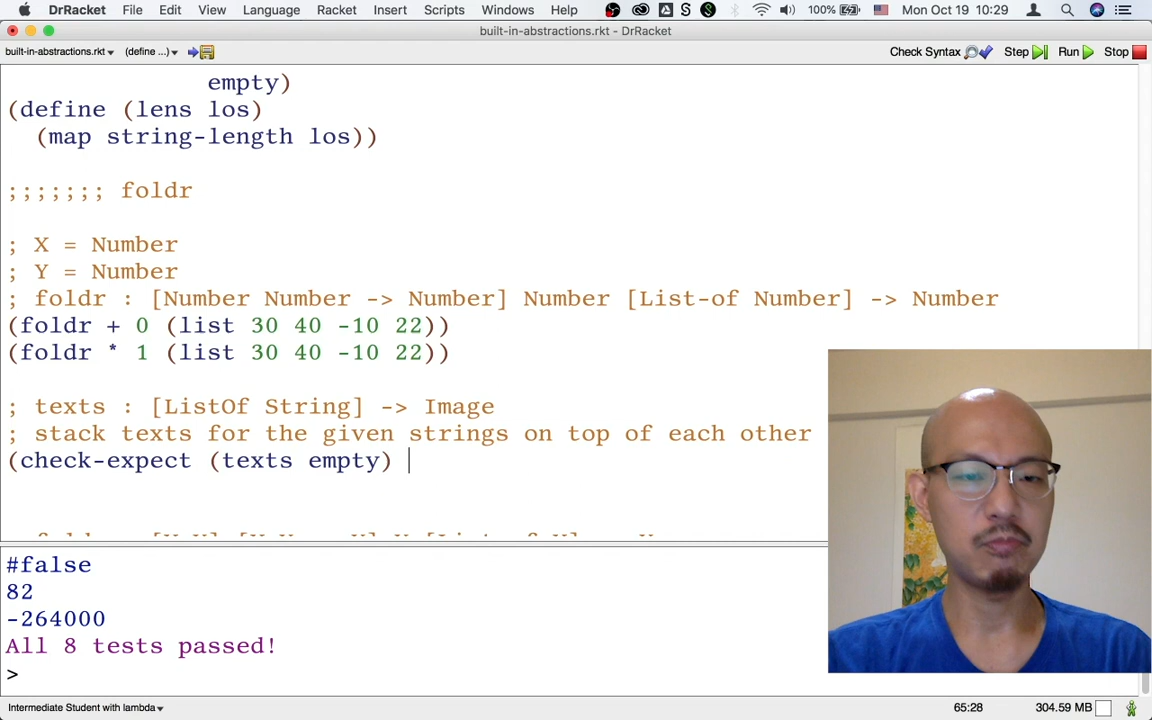 DrRacket File Edit View Language Racket Insert Scripts Windows Help 100% Mon Oct 19 10:29
built-in-abstractions.rkt - DrRacket
built-in-abstractions.rkt (define ...) Check Syntax Step Run Stop
empty)
(define (lens los)
(map string-length los))
;;;;;;; foldr
; X = Number
; Y = Number
; foldr : [Number Number -> Number] Number [List-of Number] -> Number
(foldr + 0 (list 30 40 -10 22))
(foldr * 1 (list 30 40 -10 22))
; texts : [ListOf String] -> Image
; stack texts for the given strings on top of each other
(check-expect (texts empty)
#false
82
-264000
All 8 tests passed!
>
Intermediate Student with lambda 65:28 304.59 MB